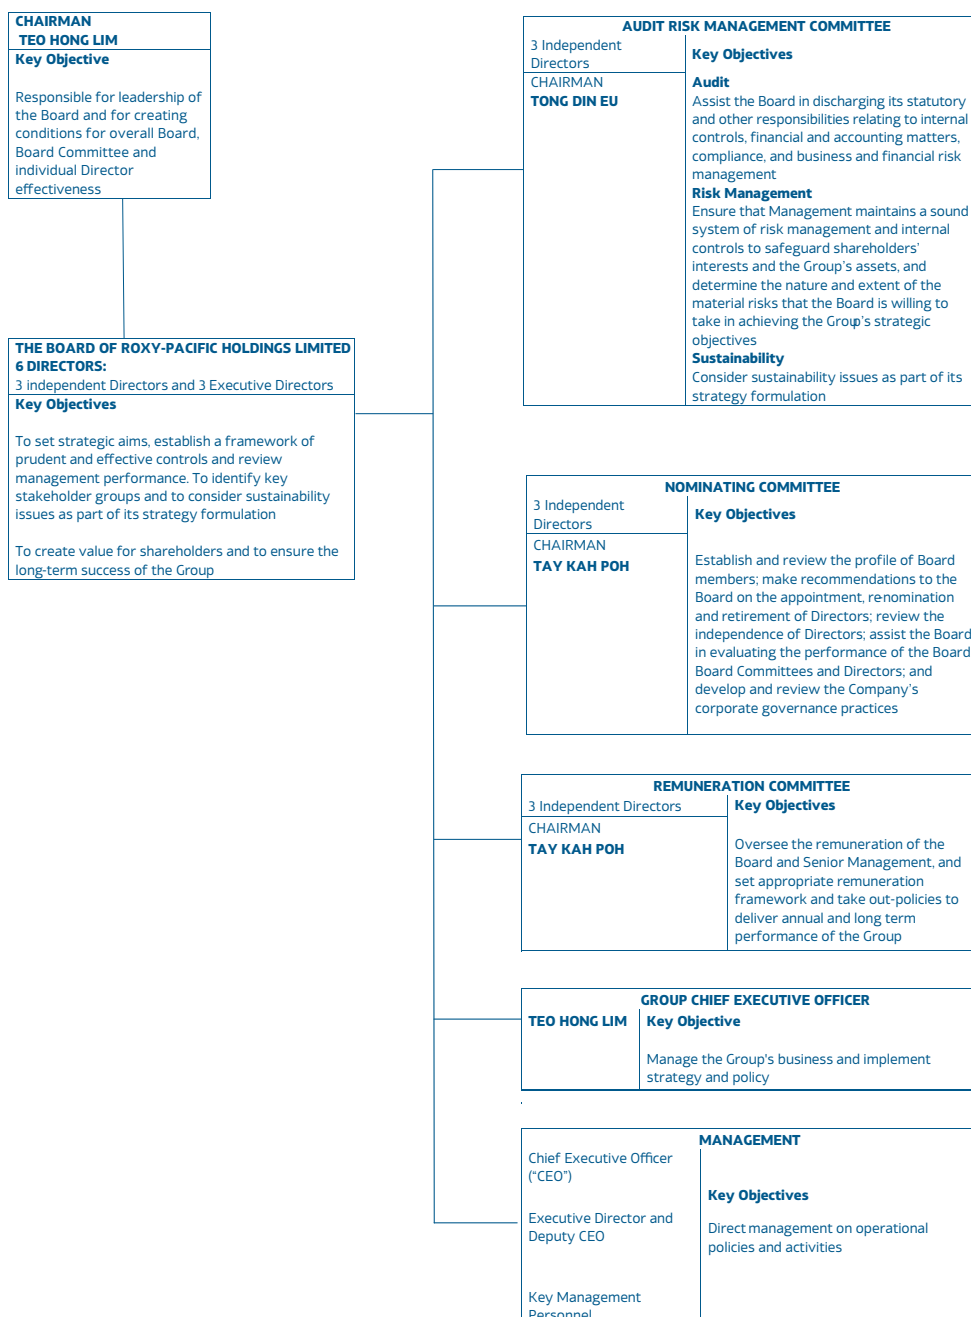 CHAIRMAN
TEO HONG LIM
Key Objective
Responsible for leadership of
the Board and for creating
conditions for overall Board,
Board Committee and
individual Director
effectiveness
THE BOARD OF ROXY-PACIFIC HOLDINGS LIMITED
6 DIRECTORS:
3 independent Directors and 3 Executive Directors
Key Objectives
To set strategic aims, establish a framework of
prudent and effective controls and review
management performance. To identify key
stakeholder groups and to consider sustainability
issues as part of its strategy formulation
To create value for shareholders and to ensure the
long-term success of the Group
AUDIT RISK MANAGEMENT COMMITTEE
3 Independent
Directors
CHAIRMAN
TONG DIN EU
Key Objectives
Audit
Assist the Board in discharging its statutory
and other responsibilities relating to internal
controls, financial and accounting matters,
compliance, and business and financial risk
management
Risk Management
Ensure that Management maintains a sound
system of risk management and internal
controls to safeguard shareholders'
interests and the Group's assets, and
determine the nature and extent of the
material risks that the Board is willing to
take in achieving the Group's strategic
objectives
Sustainability
Consider sustainability issues as part of its
strategy formulation
NOMINATING COMMITTEE
3 Independent
Directors
CHAIRMAN
TAY KAH POH
Key Objectives
Establish and review the profile of Board
members; make recommendations to the
Board on the appointment, re-nomination
and retirement of Directors; review the
independence of Directors; assist the Board
in evaluating the performance of the Board
Board Committees and Directors; and
develop and review the Company's
corporate governance practices
REMUNERATION COMMITTEE
3 Independent Directors
CHAIRMAN
TAY KAH POH
Key Objectives
Oversee the remuneration of the
Board and Senior Management, and
set appropriate remuneration
framework and take out-policies to
deliver annual and long term
performance of the Group
GROUP CHIEF EXECUTIVE OFFICER
TEO HONG LIM
Key Objective
Manage the Group's business and implement
strategy and policy
MANAGEMENT
Chief Executive Officer
("CEO")
Executive Director and
Deputy CEO
Key Management
Personnel
Key Objectives
Direct management on operational
policies and activities